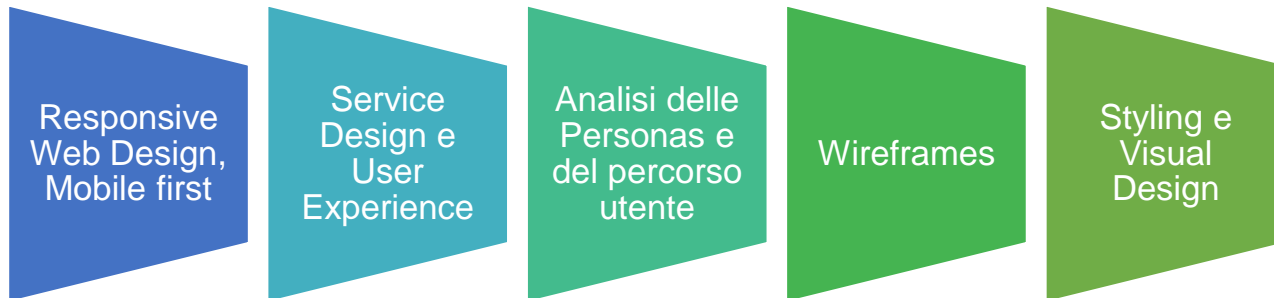 Responsive
Web Design,
Mobile first
Service
Design e
User
Experience
Analisi delle
Personas e
del percorso
utente
Wireframes
Styling e
Visual
Design